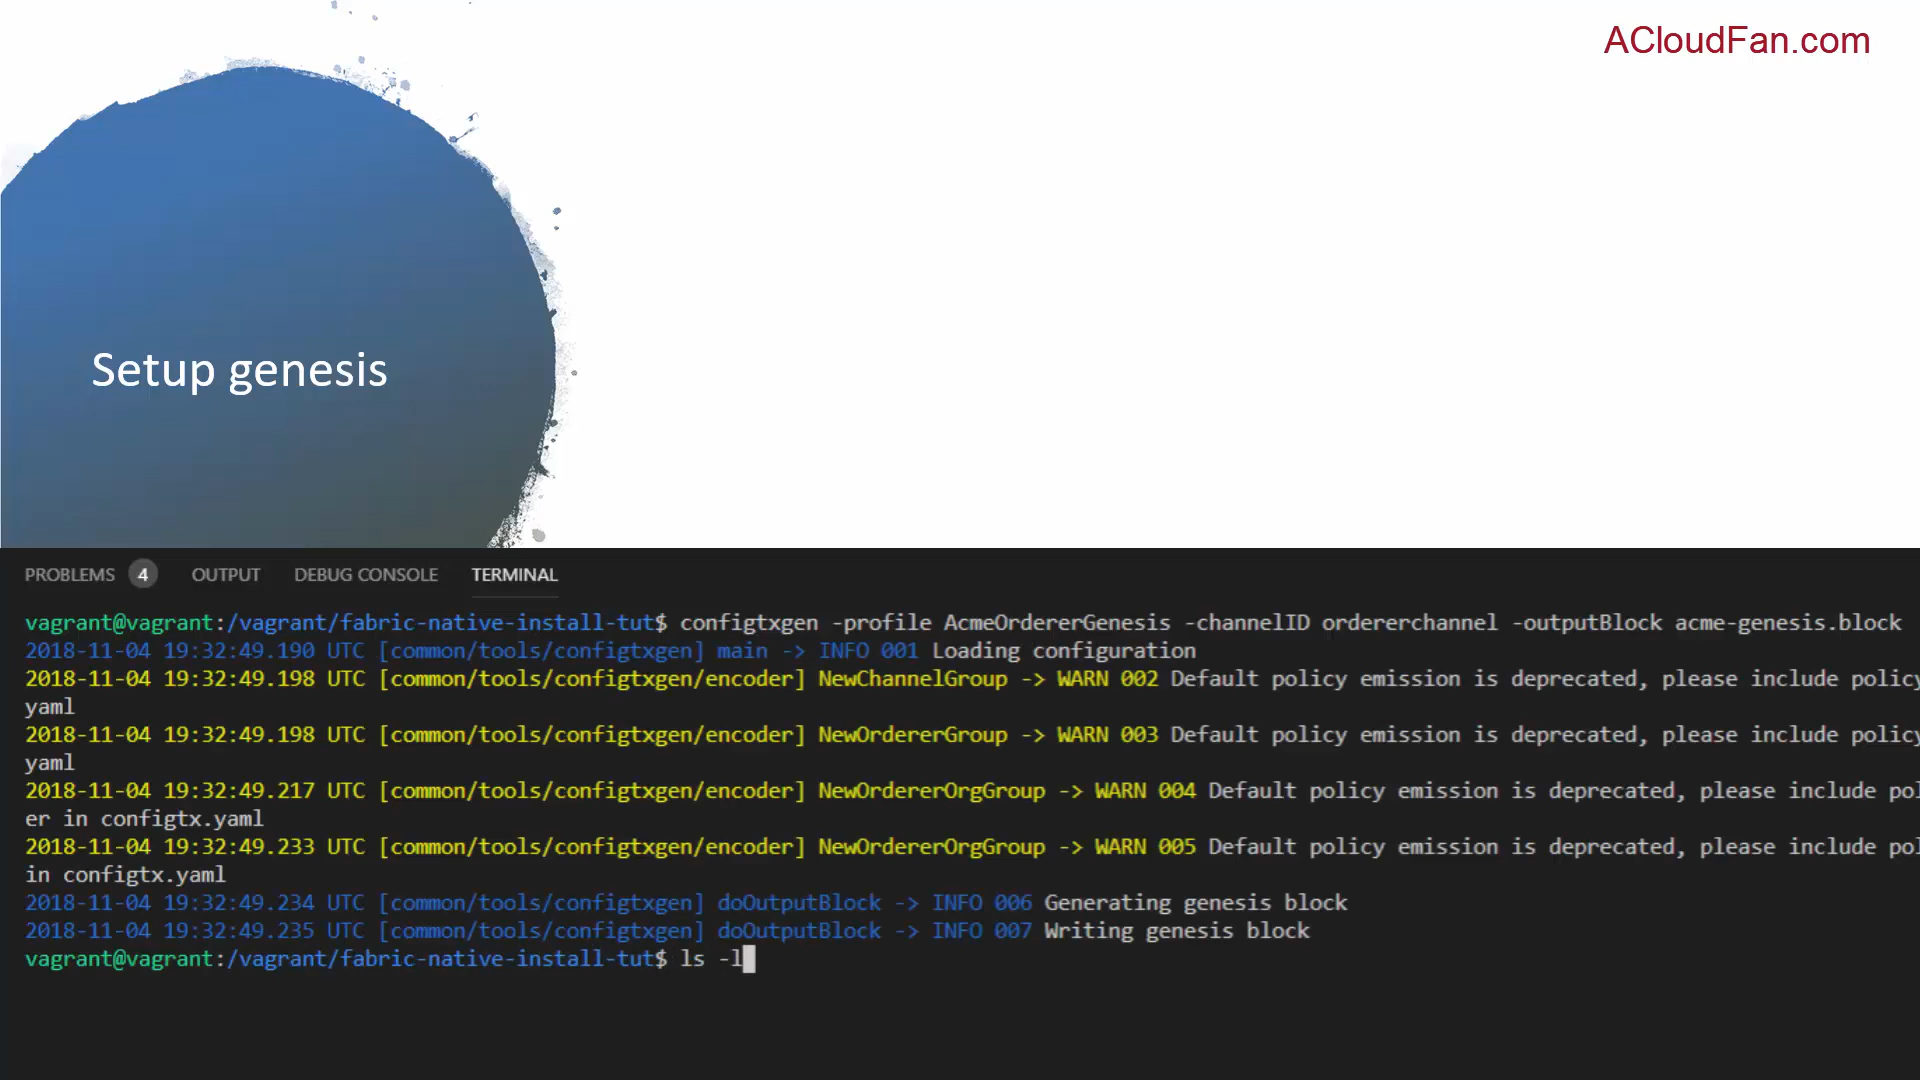 ACloudFan.com
Setup genesis
PROBLEMS 4 OUTPUT DEBUG CONSOLE TERMINAL
vagrant@vagrant:/vagrant/fabric-native-install-tut$ configtxgen -profile AcmeOrdererGenesis -channelID ordererchannel -outputBlock acme-genesis.block
2018-11-04 19:32:49.190 UTC [common/tools/configtxgen] main -> INFO 001 Loading configuration
2018-11-04 19:32:49.198 UTC [common/tools/configtxgen/encoder] NewChannelGroup -> WARN 002 Default policy emission is deprecated, please include policy
yaml
2018-11-04 19:32:49.198 UTC [common/tools/configtxgen/encoder] NewOrdererGroup -> WARN 003 Default policy emission is deprecated, please include policy
yaml
2018-11-04 19:32:49.217 UTC [common/tools/configtxgen/encoder] NewOrdererOrgGroup -> WARN 004 Default policy emission is deprecated, please include pol
er in configtx.yaml
2018-11-04 19:32:49.233 UTC [common/tools/configtxgen/encoder] NewOrdererOrgGroup -> WARN 005 Default policy emission is deprecated, please include pol
in configtx.yaml
2018-11-04 19:32:49.234 UTC [common/tools/configtxgen] doOutputBlock -> INFO 006 Generating genesis block
2018-11-04 19:32:49.235 UTC [common/tools/configtxgen] doOutputBlock -> INFO 007 Writing genesis block
vagrant@vagrant:/vagrant/fabric-native-install-tut$ ls -l